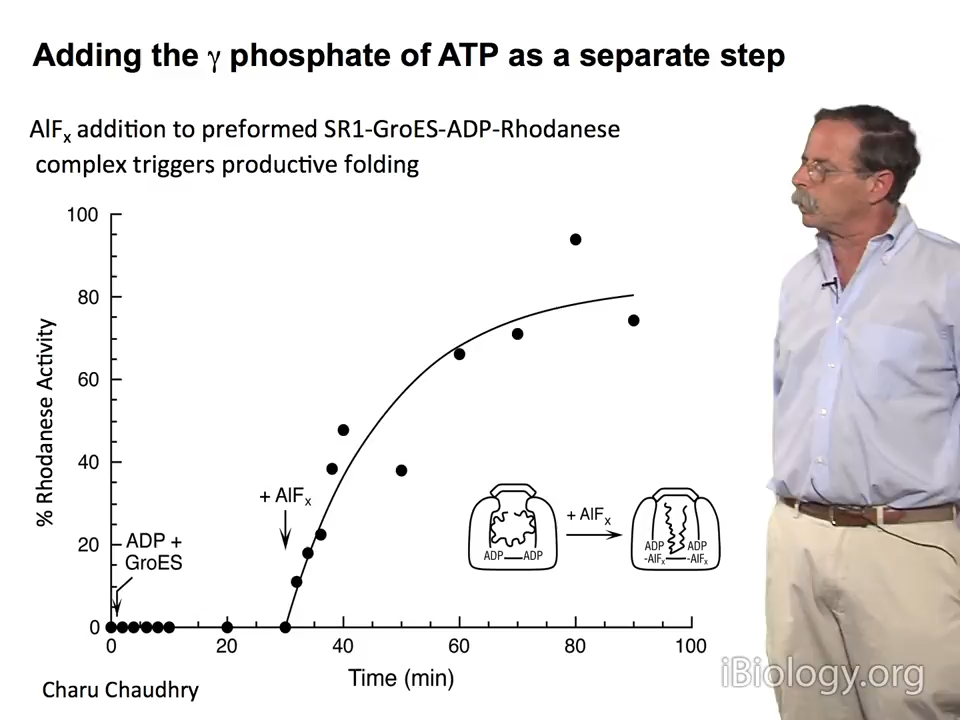 Adding the γ phosphate of ATP as a separate step
AlFx addition to preformed SR1-GroES-ADP-Rhodanese
complex triggers productive folding
100
80
60
40
20
0
% Rhodanese Activity
ADP +
GroES
+ AlFx
ADP ADP
+ AlFx
ADP ADP
-AlFx -AlFx
0 20 40 60 80 100
Time (min)
Charu Chaudhry
iBiology.org